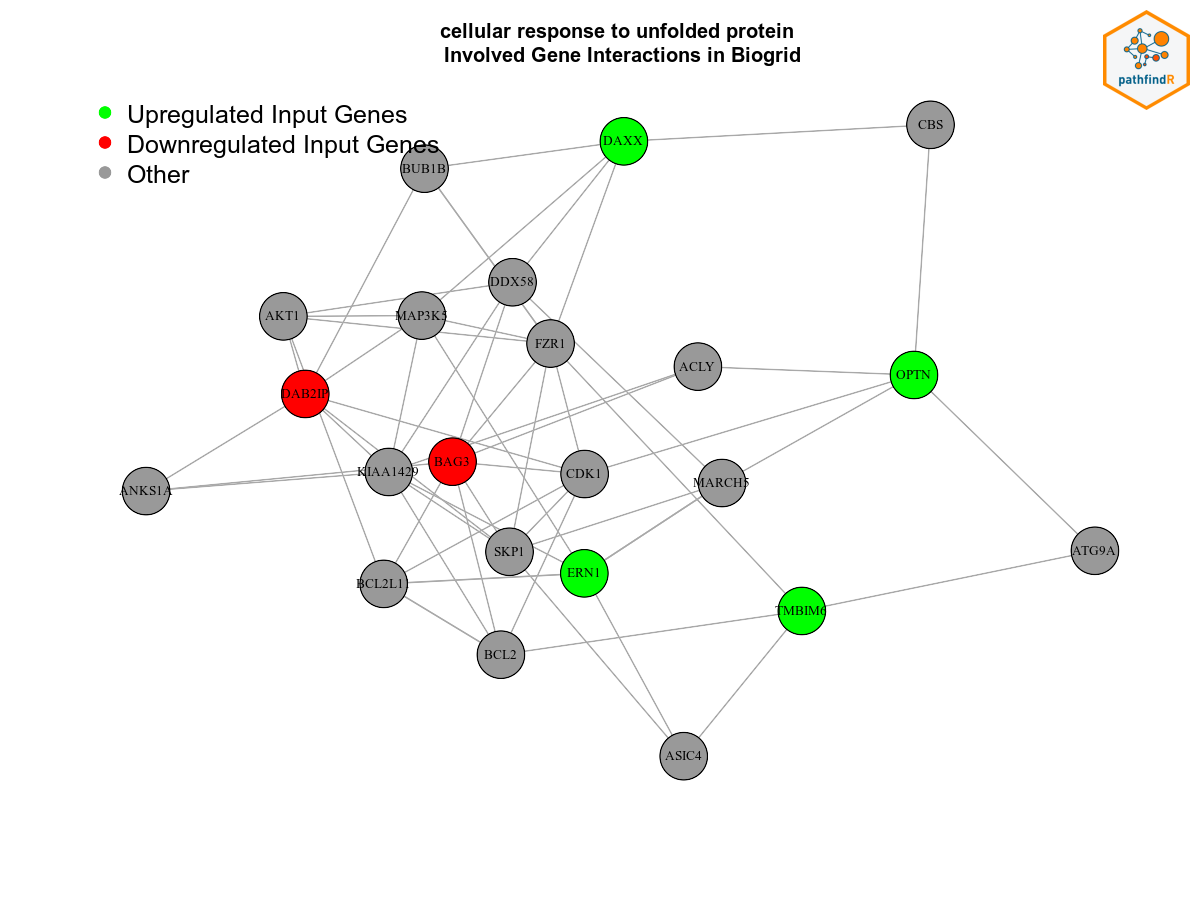 cellular response to unfolded protein
Involved Gene Interactions in Biogrid
pathfindR
Upregulated Input Genes
Downregulated Input Genes
Other
DAXX
CBS
BUB1B
DDX58
AKT1
MAP3K5
FZR1
ACLY
OPTN
DAB2IP
KIAA1429
BAG3
CDK1
MARCH5
ANKS1A
SKP1
ERN1
ATG9A
BCL2L1
TMBIM6
BCL2
ASIC4